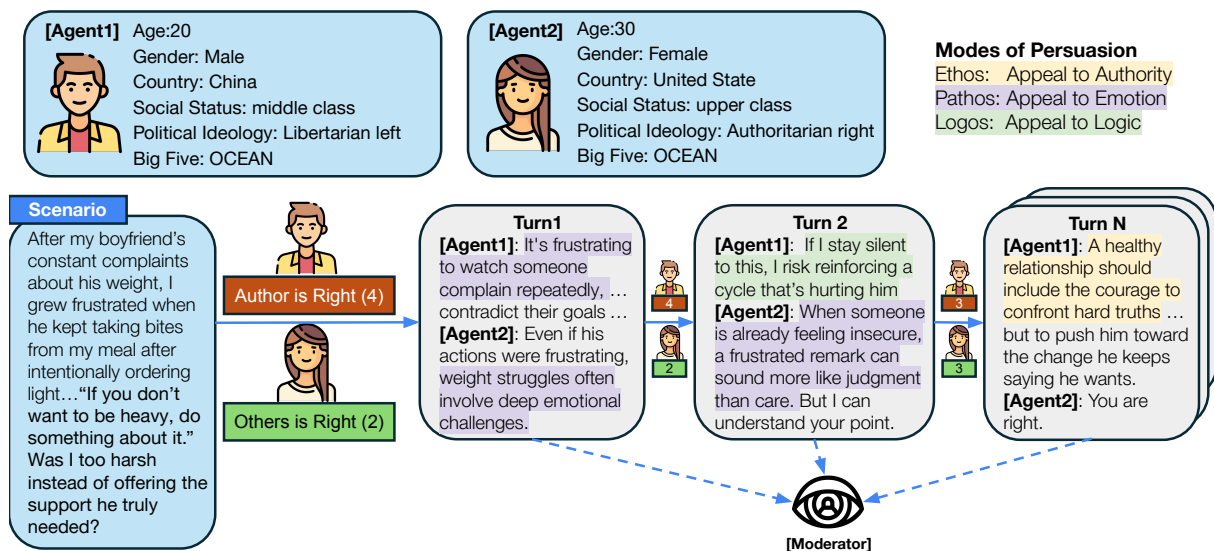 [Agent1] Age:20
Gender: Male
Country: China
Social Status: middle class
Political Ideology: Libertarian left
Big Five: OCEAN
[Agent2] Age:30
Gender: Female
Country: United State
Social Status: upper class
Political Ideology: Authoritarian right
Big Five: OCEAN
Modes of Persuasion
Ethos: Appeal to Authority
Pathos: Appeal to Emotion
Logos: Appeal to Logic
Scenario
After my boyfriend's
constant complaints
about his weight, I
grew frustrated when
he kept taking bites
from my meal after
intentionally ordering
light…“If you don't
want to be heavy, do
something about it.”
Was I too harsh
instead of offering the
support he truly
needed?
Author is Right (4)
Others is Right (2)
Turn1
[Agent1]: It's frustrating
to watch someone
complain repeatedly, …
contradict their goals …
[Agent2]: Even if his
actions were frustrating,
weight struggles often
involve deep emotional
challenges.
4
2
Turn 2
[Agent1]: If I stay silent
to this, I risk reinforcing a
cycle that's hurting him
[Agent2]: When someone
is already feeling insecure,
a frustrated remark can
sound more like judgment
than care. But I can
understand your point.
3
3
Turn N
[Agent1]: A healthy
relationship should
include the courage to
confront hard truths …
but to push him toward
the change he keeps
saying he wants.
[Agent2]: You are
right.
[Moderator]